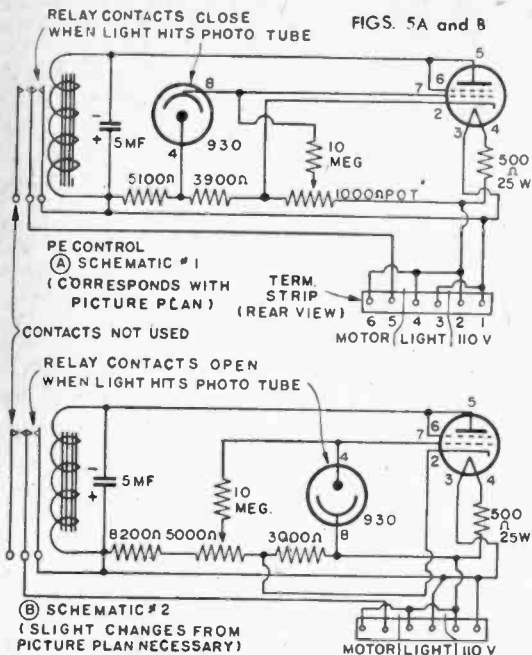 RELAY CONTACTS CLOSE
WHEN LIGHT HITS PHOTO TUBE
FIGS. 5A and B
5
8
6
7
2
3
4
-
+
5MF
4
930
10
MEG
500
Ω
25W
5100Ω
3900Ω
1000ΩPOT
PE CONTROL
Ⓐ SCHEMATIC #1
(CORRESPONDS WITH
PICTURE PLAN)
TERM.
STRIP
(REAR VIEW)
6 5 4 3 2 1
MOTOR LIGHT 110 V
CONTACTS NOT USED
RELAY CONTACTS OPEN
WHEN LIGHT HITS PHOTO TUBE
5
6
7
2
3
4
-
+
5MF
10
MEG.
4
8
930
500
Ω
25W
8200Ω
5000Ω
3000Ω
Ⓑ SCHEMATIC #2
(SLIGHT CHANGES FROM
PICTURE PLAN NECESSARY)
MOTOR LIGHT 110 V